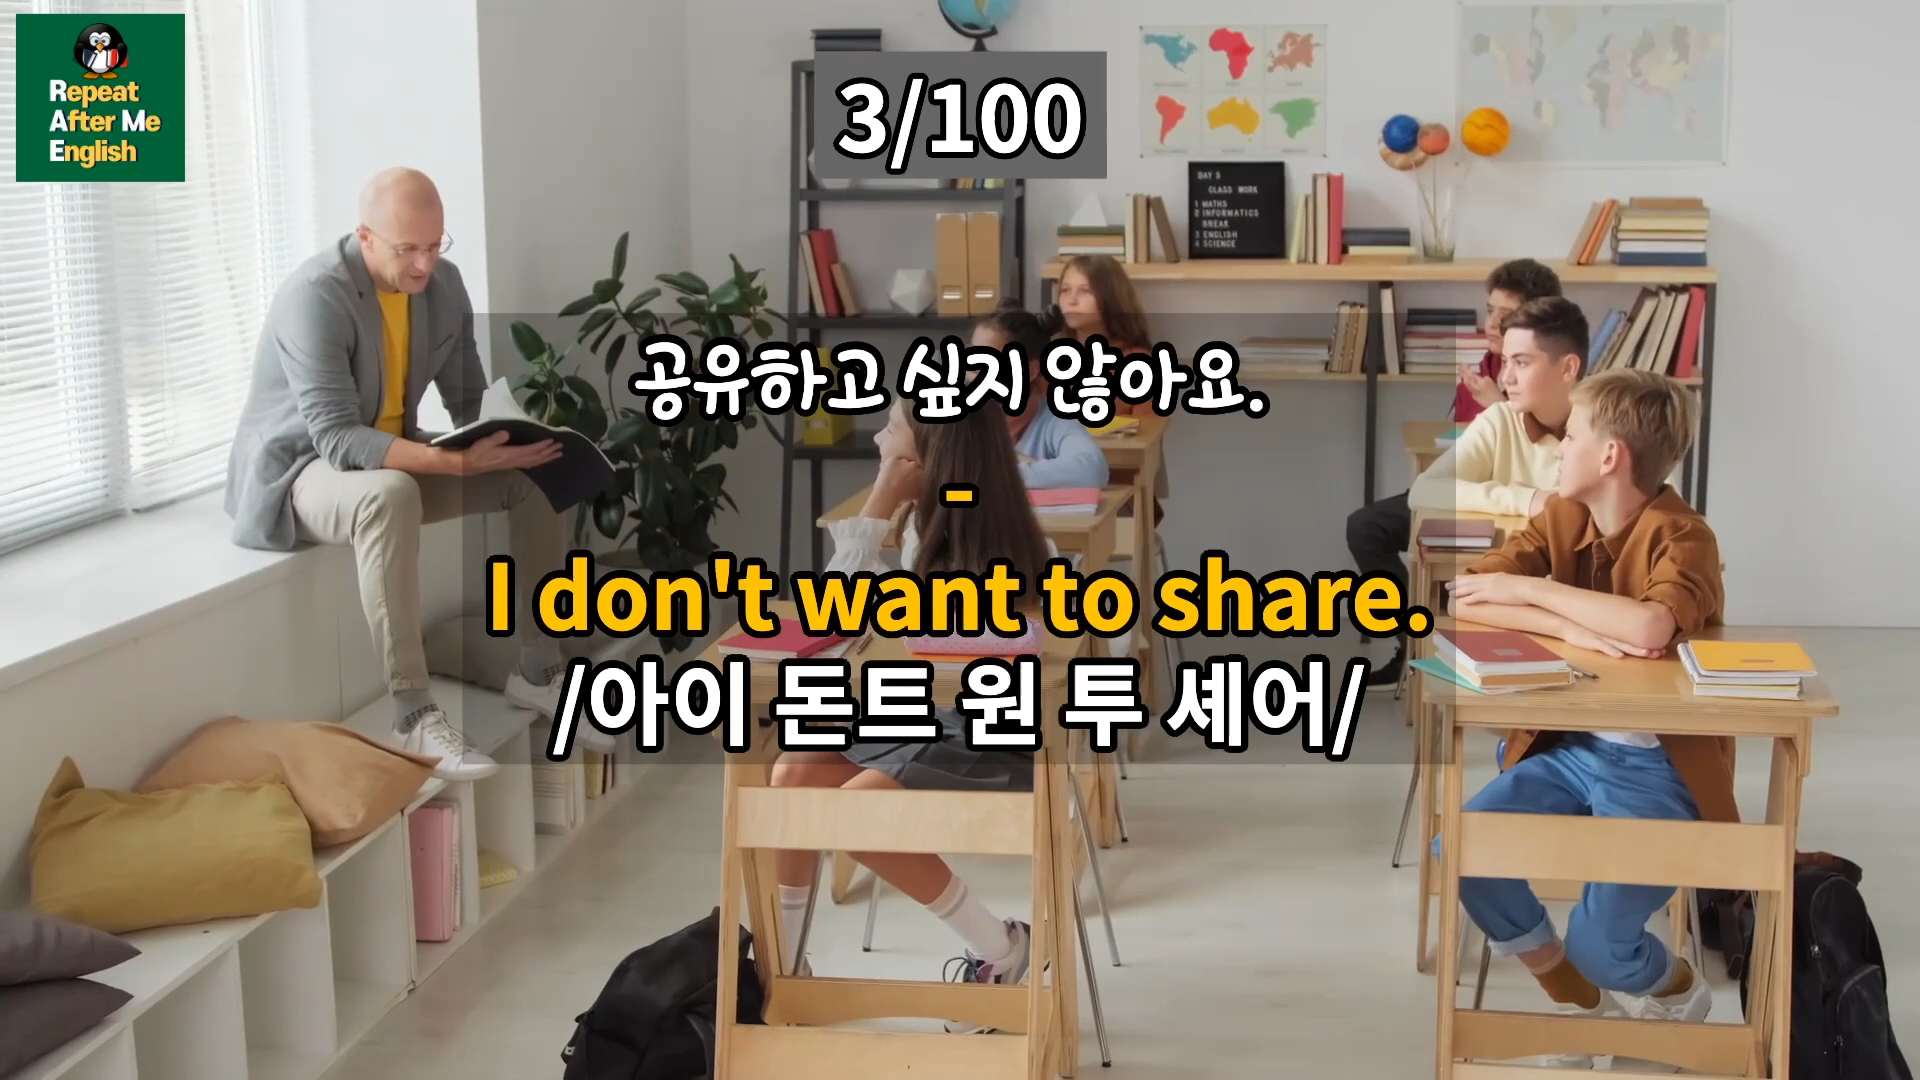 Repeat
After Me
English
3/100
DAY 5
CLASS WORK
1 MATHS
2 INFORMATICS
BREAK
3 ENGLISH
4 SCIENCE
공유하고 싶지 않아요.
-
I don't want to share.
/아이 돈트 원 투 셰어/